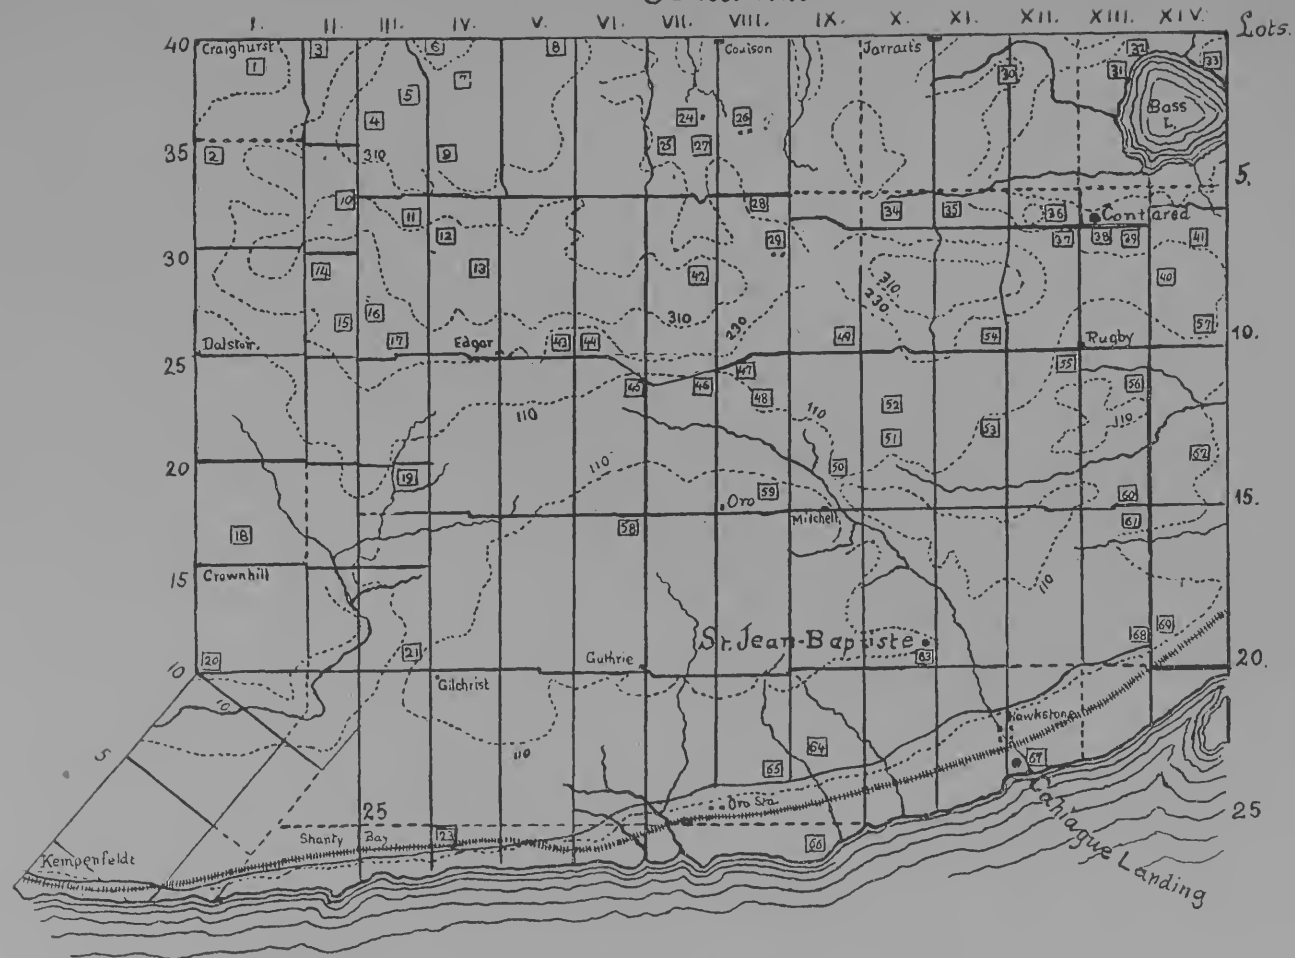 I. II. III. IV. V. VI. VII. VIII. IX. X. XI. XII. XIII. XIV. Lots.
40 Craighurst 3 6 8 Couison Jarratts 32 33
1 7 30 31
5 Bass
L.
4 24 26
35 2 310 9 25 27 5.
10 28 34 35 36 Contared
11 12 29 37 38 39 41
30 14 13 42 310 40
15 16 310 230 230 57
17 Edgar 43 44 49 54 Rugby 10.
Dalston.
25 45 46 47 55 56
110 48 110 52 110
51 53
20 19 110 50 62
59 60 15.
18 58 Oro Mitchell 61
15 Crownhill 110
St. Jean-Baptiste 68 69
20 21 Guthrie 63 20.
10 Gilchrist
10 Hawkstone
5 110 64
65 67
25 Oro Sta 25
Shanty Bay 23 66
Kempenfeldt
Cahiague Landing